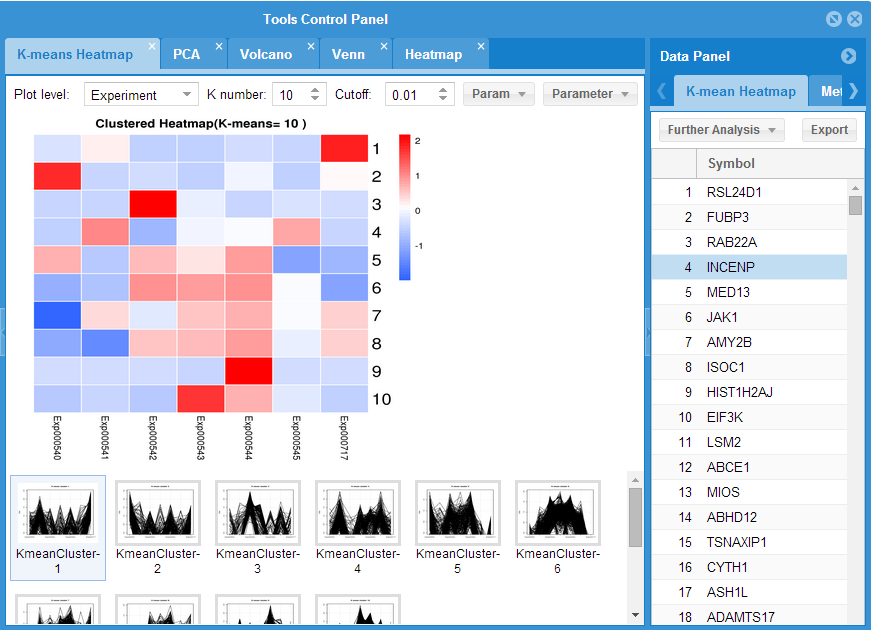 Tools Control Panel
K-means Heatmap PCA Volcano Venn Heatmap
Plot level: Experiment K number: 10 Cutoff: 0.01 Param Parameter
Clustered Heatmap(K-means= 10 )
1
2
3
4
5
6
7
8
9
10
2
1
0
-1
Exp000540 Exp000541 Exp000542 Exp000543 Exp000544 Exp000545 Exp000717
KmeanCluster-1
KmeanCluster-2
KmeanCluster-3
KmeanCluster-4
KmeanCluster-5
KmeanCluster-6
Data Panel
K-mean Heatmap Met
Further Analysis Export
Symbol
1 RSL24D1
2 FUBP3
3 RAB22A
4 INCENP
5 MED13
6 JAK1
7 AMY2B
8 ISOC1
9 HIST1H2AJ
10 EIF3K
11 LSM2
12 ABCE1
13 MIOS
14 ABHD12
15 TSNAXIP1
16 CYTH1
17 ASH1L
18 ADAMTS17